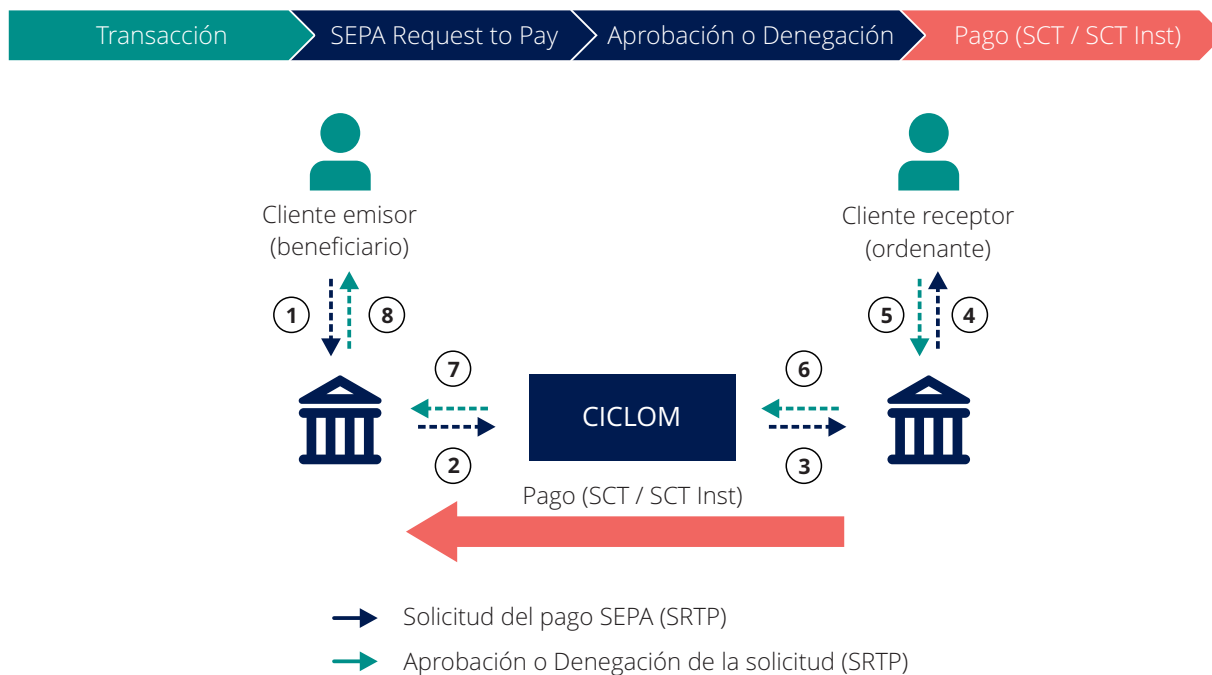 Transacción
SEPA Request to Pay
Aprobación o Denegación
Pago (SCT / SCT Inst)
Cliente emisor
(beneficiario)
Cliente receptor
(ordenante)
1
8
5
4
7
6
CICLOM
2
3
Pago (SCT / SCT Inst)
Solicitud del pago SEPA (SRTP)
Aprobación o Denegación de la solicitud (SRTP)